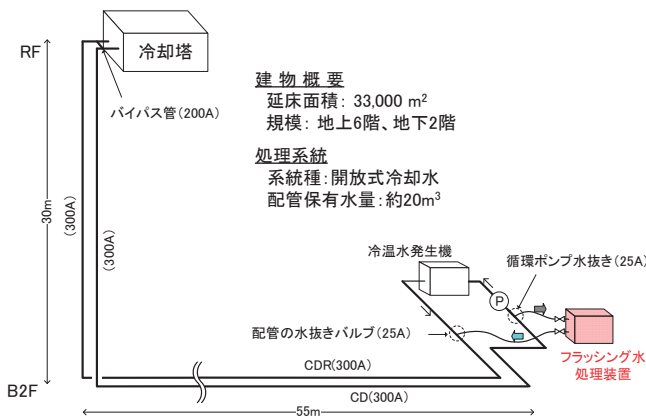 RF
冷却塔
バイパス管(200A)
建物概要
延床面積: 33,000 m²
規模: 地上6階、地下2階
処理系統
系統種:開放式冷却水
配管保有水量:約20m³
30m
(300A)
(300A)
冷温水発生機
循環ポンプ水抜き(25A)
P
配管の水抜きバルブ(25A)
フラッシング水
処理装置
CDR(300A)
B2F
CD(300A)
55m